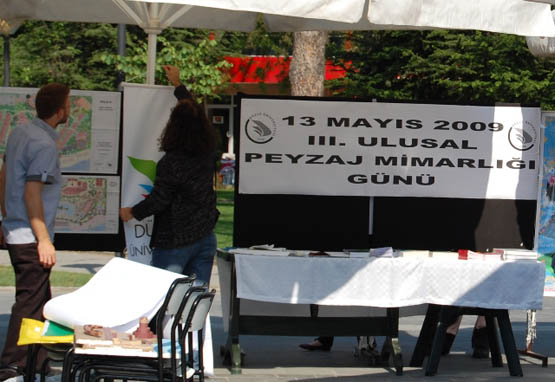 13 MAYIS 2009
III. ULUSAL
PEYZAJ MİMARLIĞI
GÜNÜ